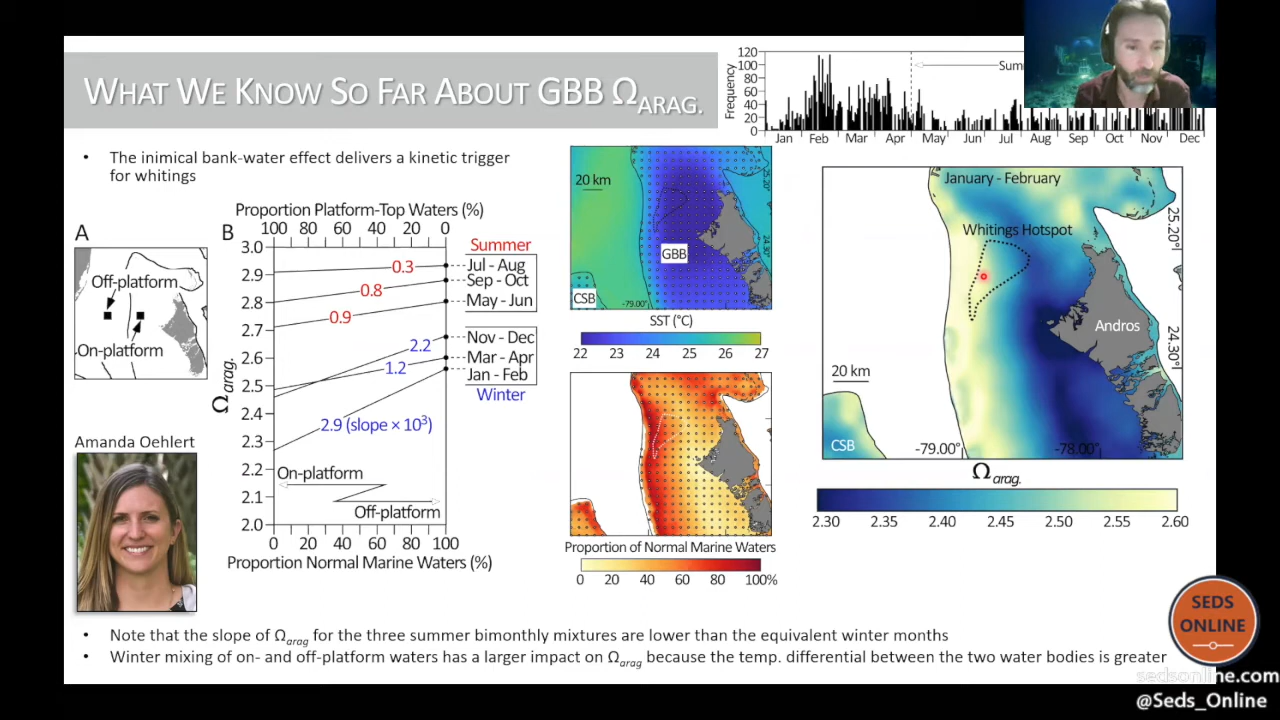 WHAT WE KNOW SO FAR ABOUT GBB Ω ARAG.
• The inimical bank-water effect delivers a kinetic trigger
for whitings
A
Off-platform
On-platform
Amanda Oehlert
B
Proportion Platform-Top Waters (%)
100 80 60 40 20 0
3.0
2.9
2.8
2.7
2.6
2.5
2.4
2.3
2.2
2.1
2.0
Ω arag.
0.3
0.8
0.9
2.2
1.2
2.9 (slope × 10³)
On-platform
Off-platform
0 20 40 60 80 100
Proportion Normal Marine Waters (%)
Summer
Jul - Aug
Sep - Oct
May - Jun
Nov - Dec
Mar - Apr
Jan - Feb
Winter
20 km
GBB
CSB
-79.00°
25.20°
24.30°
SST (°C)
22 23 24 25 26 27
Proportion of Normal Marine Waters
0 20 40 60 80 100%
Frequency
120
100
80
60
40
20
0
Jan Feb Mar Apr May Jun Jul Aug Sep Oct Nov Dec
January - February
Whitings Hotspot
Andros
20 km
CSB
-79.00°
-78.00°
25.20°
24.30°
Ω arag.
2.30 2.35 2.40 2.45 2.50 2.55 2.60
• Note that the slope of Ωarag for the three summer bimonthly mixtures are lower than the equivalent winter months
• Winter mixing of on- and off-platform waters has a larger impact on Ωarag because the temp. differential between the two water bodies is greater
SEDS
ONLINE
sedsonline.com
@Seds_Online